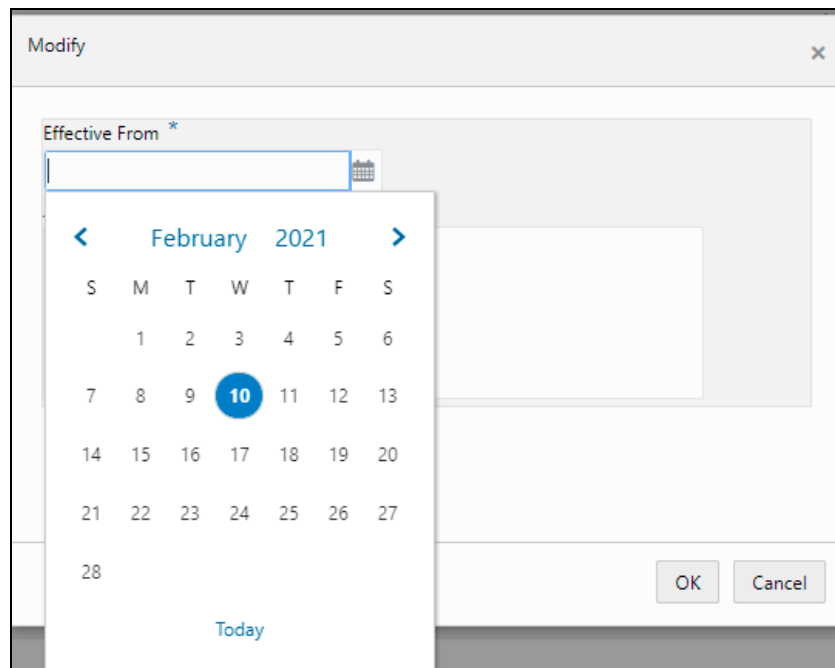 Modify
Effective From *
February 2021
S M T W T F S
1 2 3 4 5 6
7 8 9 10 11 12 13
14 15 16 17 18 19 20
21 22 23 24 25 26 27
28
Today
OK Cancel